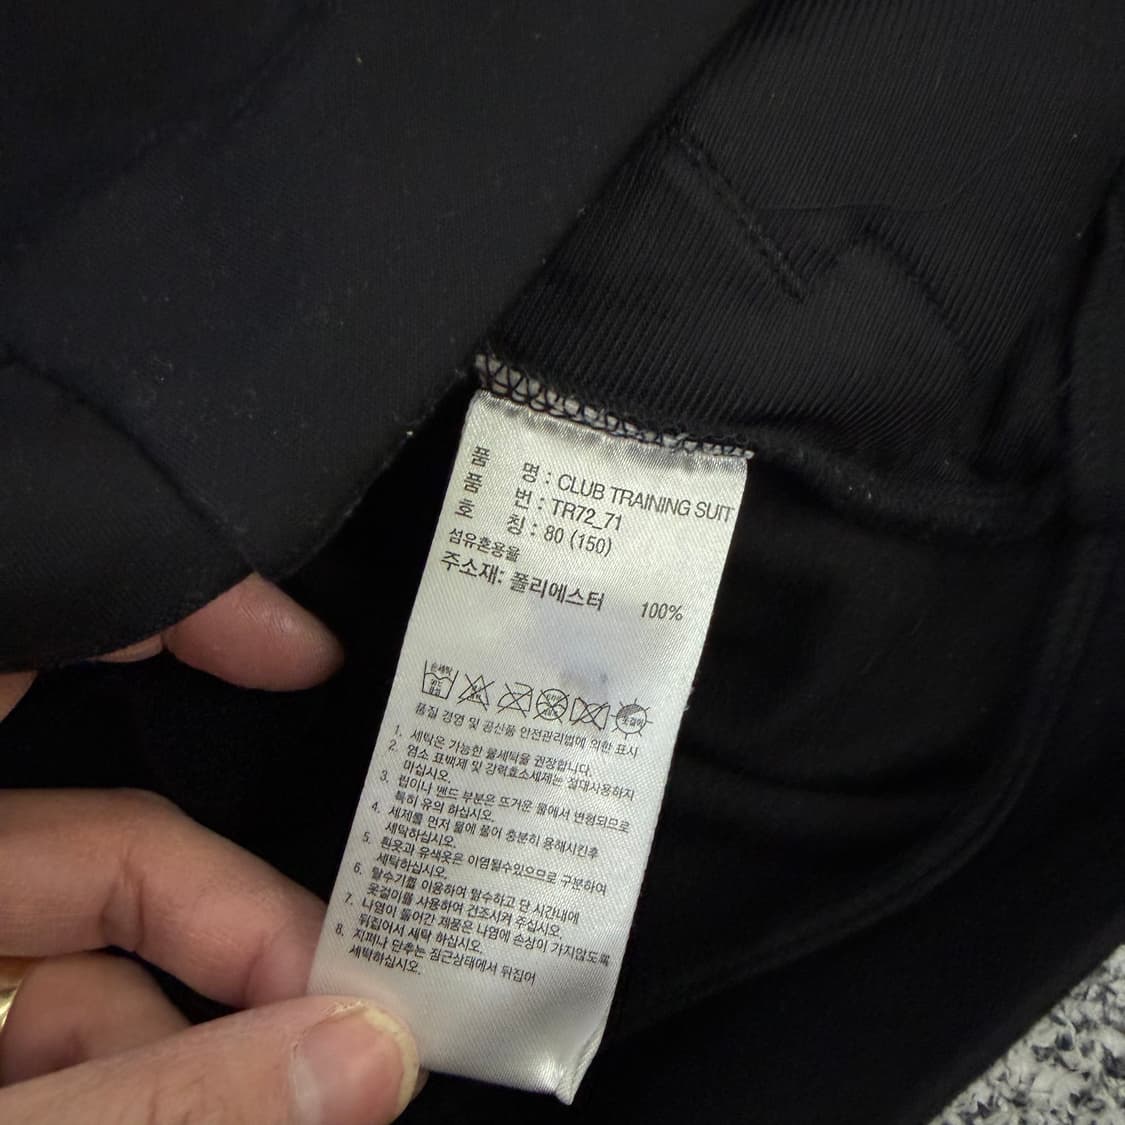 품 명 : CLUB TRAINING SUIT
품 번 : TR72_71
호 칭 : 80 (150)
섬유혼용율
주소재: 폴리에스터 100%
손세탁
품질 경영 및 공산품 안전관리법에 의한 표시
1. 세탁은 가능한 물세탁을 권장합니다.
2. 염소 표백제 및 강력효소세제는 절대사용하지
마십시오.
3. 립이나 밴드 부분은 뜨거운 물에서 변형되므로
특히 유의 하십시오.
4. 세제를 먼저 물에 풀어 충분히 용해시킨후
세탁하십시오.
5. 흰옷과 유색옷은 이염될수있으므로 구분하여
세탁하십시오.
6. 탈수기를 이용하여 탈수하고 단 시간내에
옷걸이를 사용하여 건조시켜 주십시오.
7. 나염이 들어간 제품은 나염에 손상이 가지않도록
뒤집어서 세탁 하십시오.
8. 지퍼나 단추는 잠근상태에서 뒤집어
세탁하십시오.